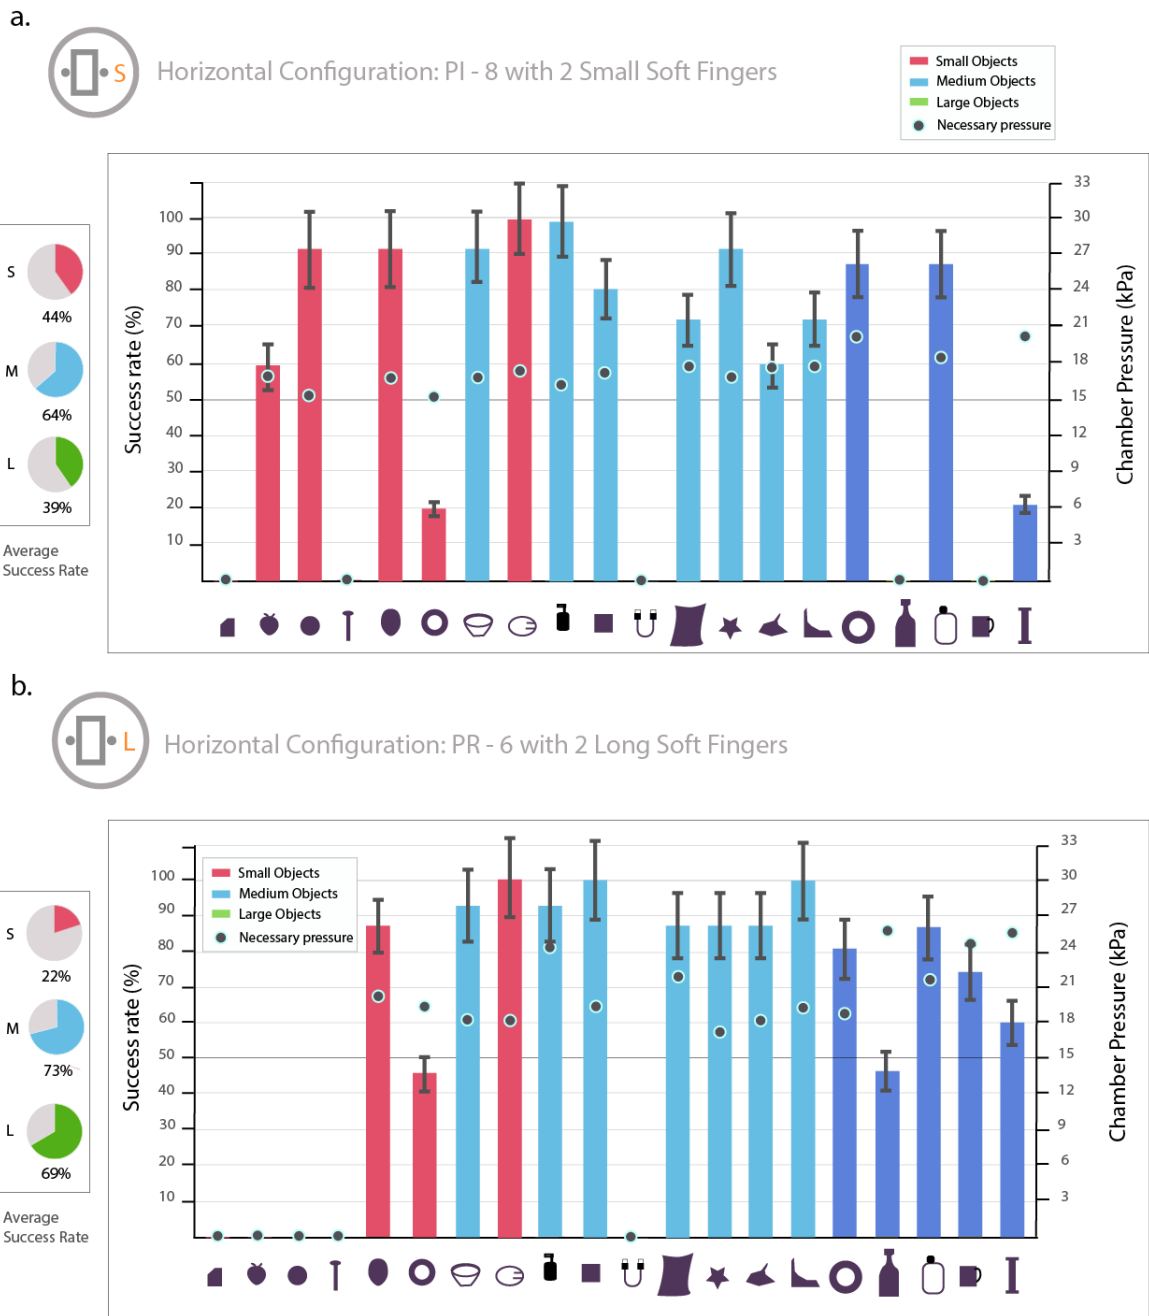 a.
S
Horizontal Configuration: PI - 8 with 2 Small Soft Fingers
Small Objects
Medium Objects
Large Objects
Necessary pressure
S
44%
M
64%
L
39%
Average
Success Rate
Success rate (%)
100
90
80
70
60
50
40
30
20
10
33
30
27
24
21
18
15
12
9
6
3
Chamber Pressure (kPa)
b.
L
Horizontal Configuration: PR - 6 with 2 Long Soft Fingers
Small Objects
Medium Objects
Large Objects
Necessary pressure
S
22%
M
73%
L
69%
Average
Success Rate
Success rate (%)
100
90
80
70
60
50
40
30
20
10
33
30
27
24
21
18
15
12
9
6
3
Chamber Pressure (kPa)